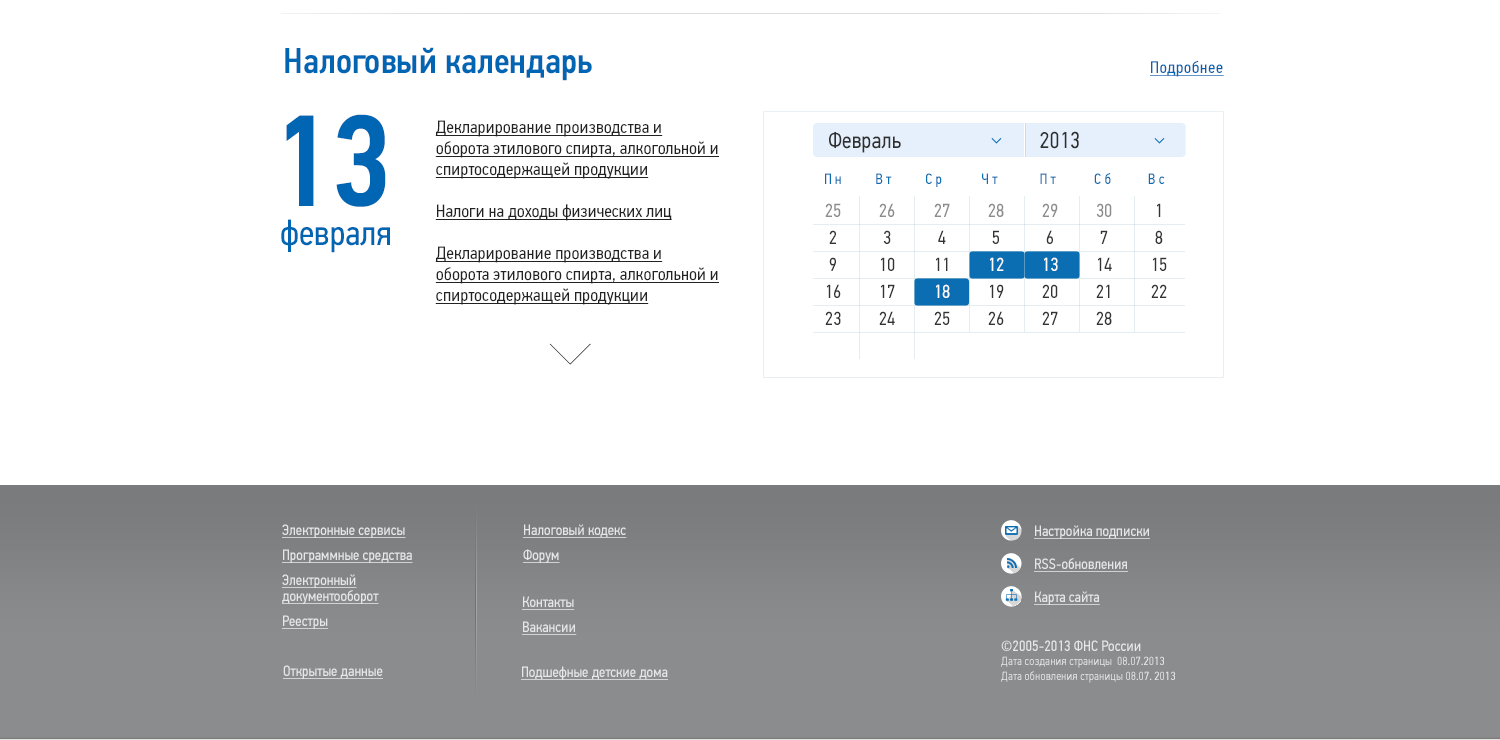 Налоговый календарь
Подробнее
13
февраля
Декларирование производства и
оборота этилового спирта, алкогольной и
спиртосодержащей продукции
Налоги на доходы физических лиц
Декларирование производства и
оборота этилового спирта, алкогольной и
спиртосодержащей продукции
Февраль 2013
Пн Вт Ср Чт Пт Сб Вс
25 26 27 28 29 30 1
2 3 4 5 6 7 8
9 10 11 12 13 14 15
16 17 18 19 20 21 22
23 24 25 26 27 28
Электронные сервисы
Программные средства
Электронный
документооборот
Реестры
Открытые данные
Налоговый кодекс
Форум
Контакты
Вакансии
Подшефные детские дома
Настройка подписки
RSS-обновления
Карта сайта
©2005-2013 ФНС России
Дата создания страницы 08.07.2013
Дата обновления страницы 08.07. 2013